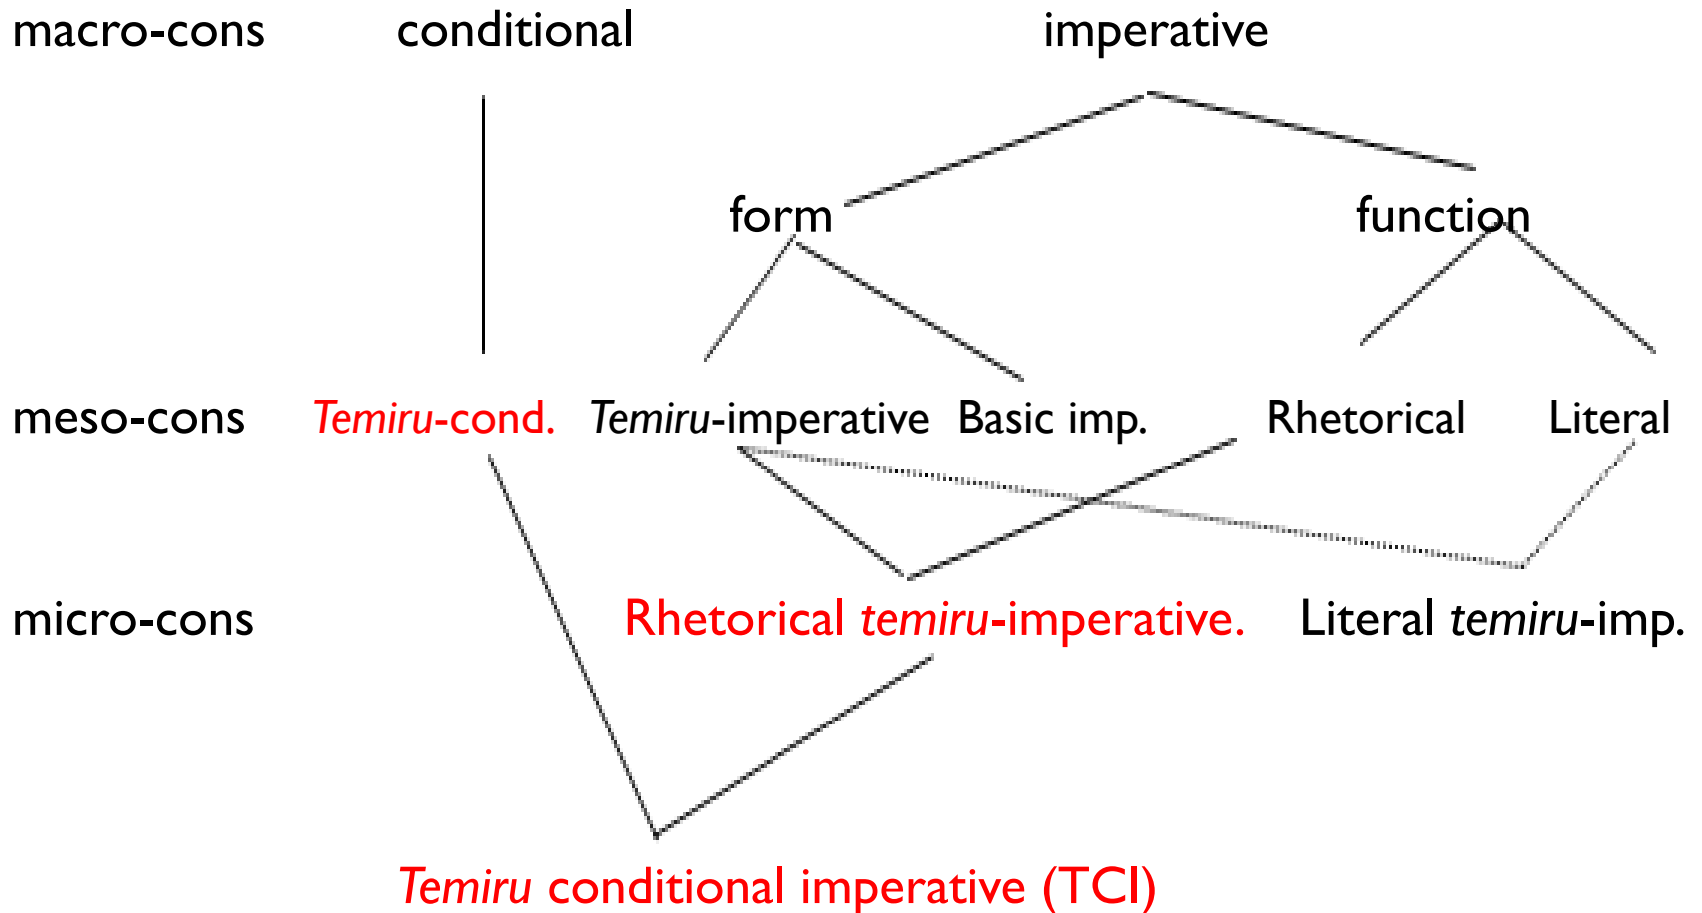 macro-cons conditional imperative
form function
meso-cons Temiru-cond. Temiru-imperative Basic imp. Rhetorical Literal
micro-cons Rhetorical temiru-imperative. Literal temiru-imp.
Temiru conditional imperative (TCI)